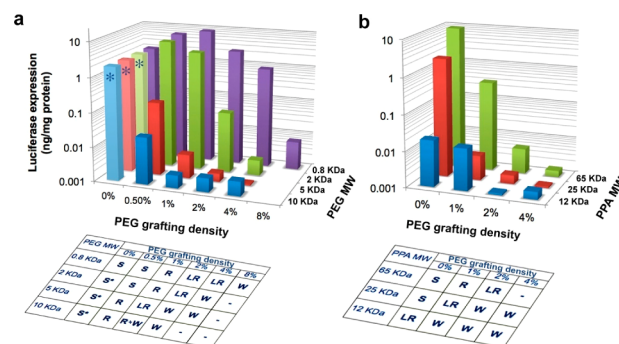 a
Luciferase expression
(ng/mg protein)
10
1
0.1
0.01
0.001
* * *
0% 0.50% 1% 2% 4% 8%
PEG grafting density
0.8 KDa
2 KDa
5 KDa
10 KDa
PEG MW
PEG MW PEG grafting density
0% 0.5% 1% 2% 4% 8%
0.8 KDa S S R LR LR W
2 KDa S* S R LR W -
5 KDa S* R LR LR W -
10 KDa S* R R+W W - -
b
10
1
0.1
0.01
0.001
0% 1% 2% 4%
PEG grafting density
65 KDa
25 KDa
12 KDa
PPA MW
PPA MW PEG grafting density
0% 1% 2% 4%
65 KDa S R LR -
25 KDa S LR W W
12 KDa LR W W W